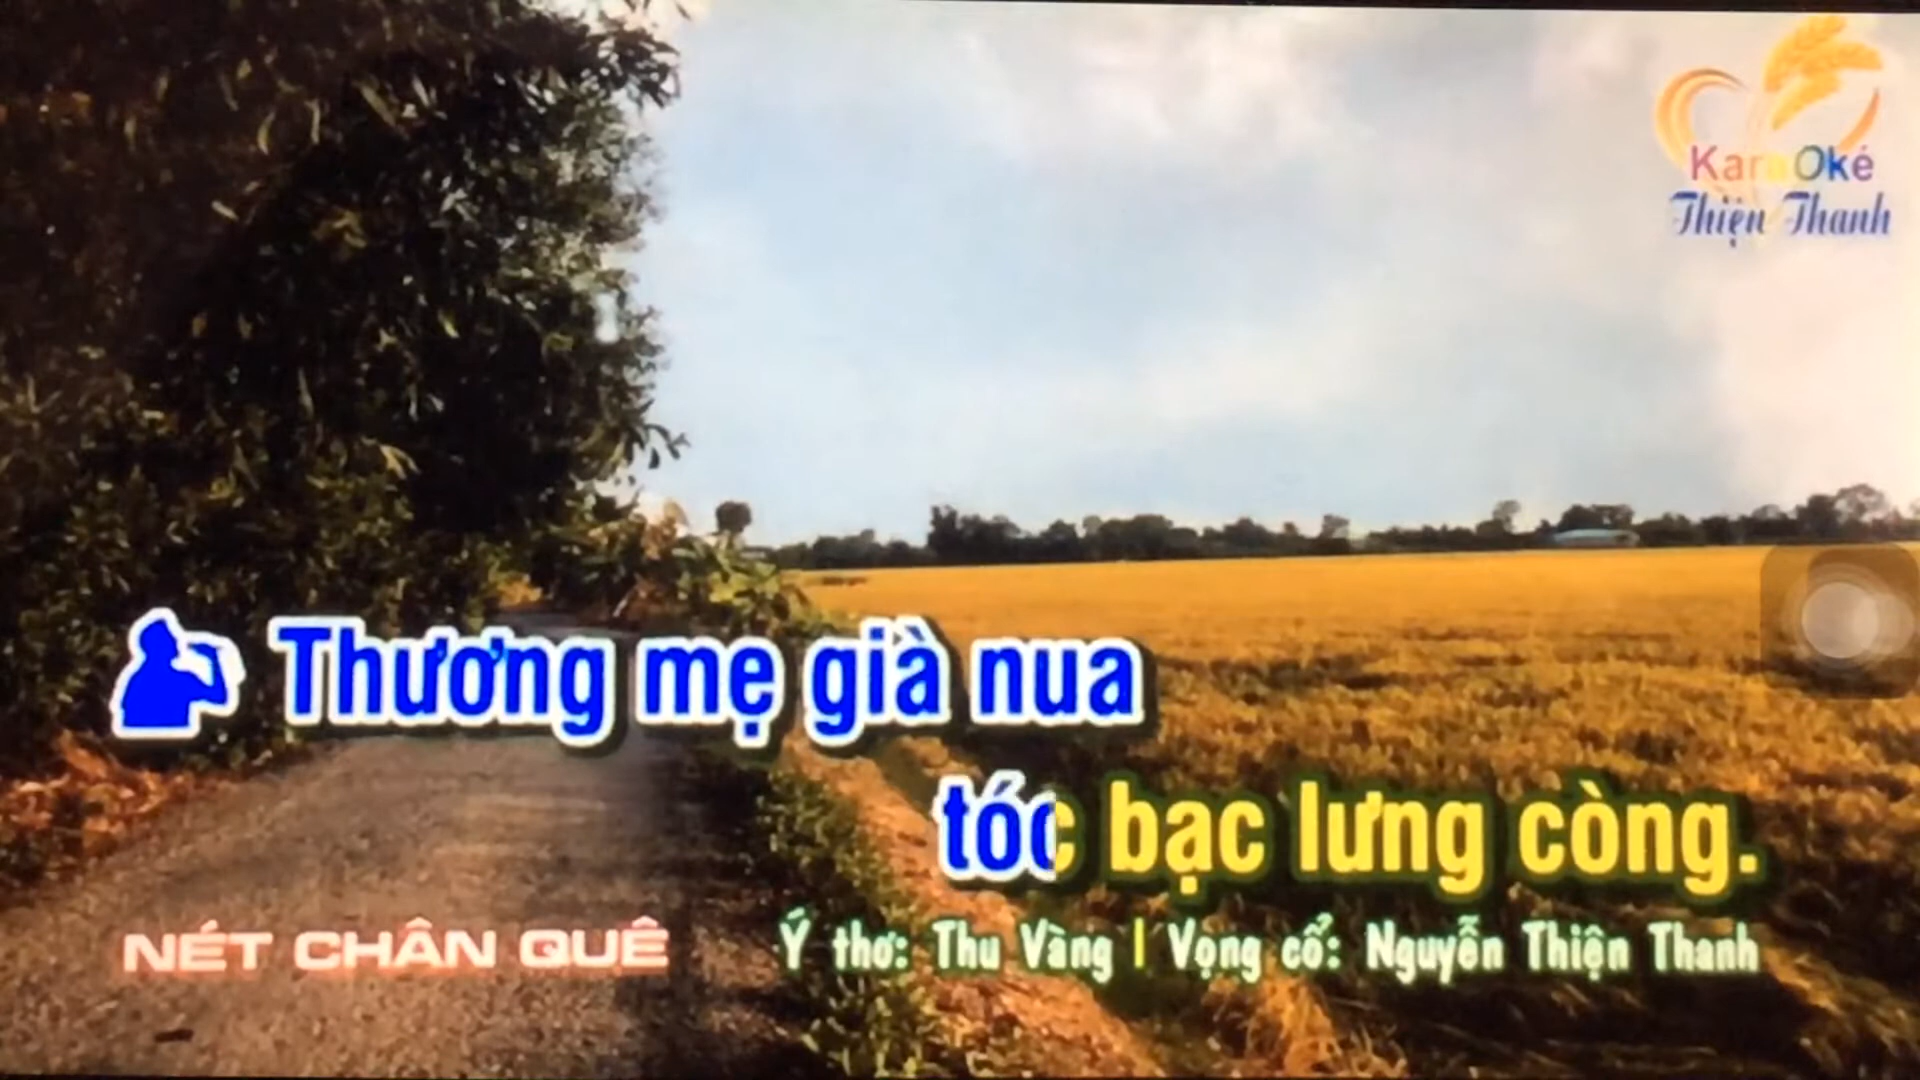 KaraOké
Thiện Thanh
Thương mẹ già nua
tóc bạc lưng còng.
NÉT CHÂN QUÊ
Ý thơ: Thu Vàng | Vọng cổ: Nguyễn Thiện Thanh